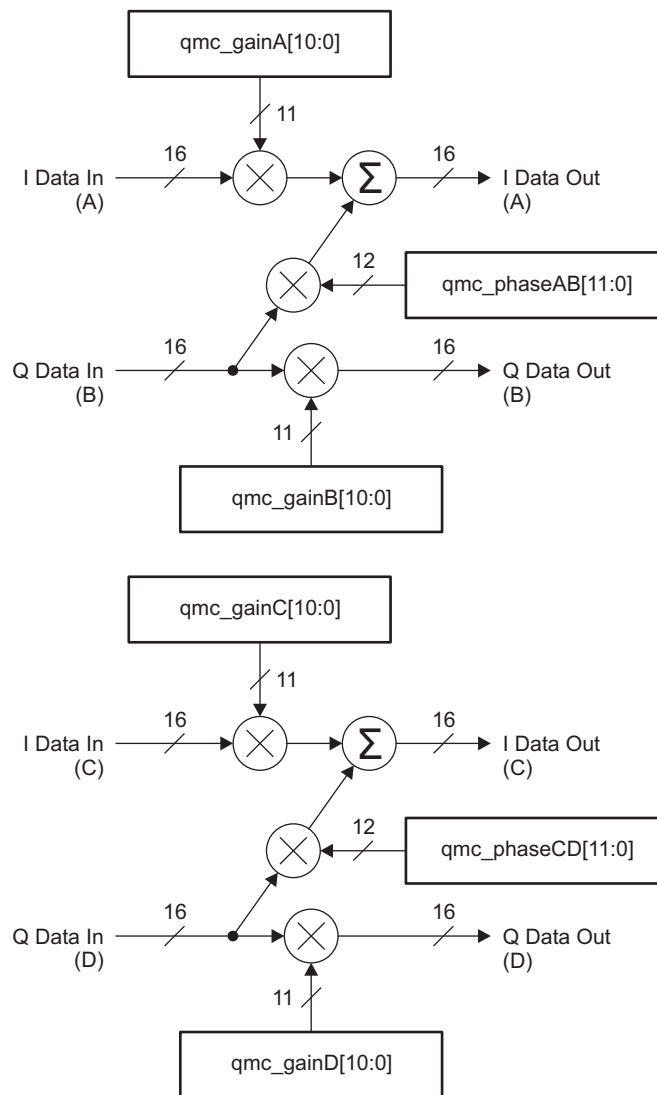 qmc_gainA[10:0]
11
16
16
I Data In
(A)
Σ
I Data Out
(A)
12
qmc_phaseAB[11:0]
16
16
Q Data In
(B)
Q Data Out
(B)
11
qmc_gainB[10:0]
qmc_gainC[10:0]
11
16
16
I Data In
(C)
Σ
I Data Out
(C)
12
qmc_phaseCD[11:0]
16
16
Q Data In
(D)
Q Data Out
(D)
11
qmc_gainD[10:0]